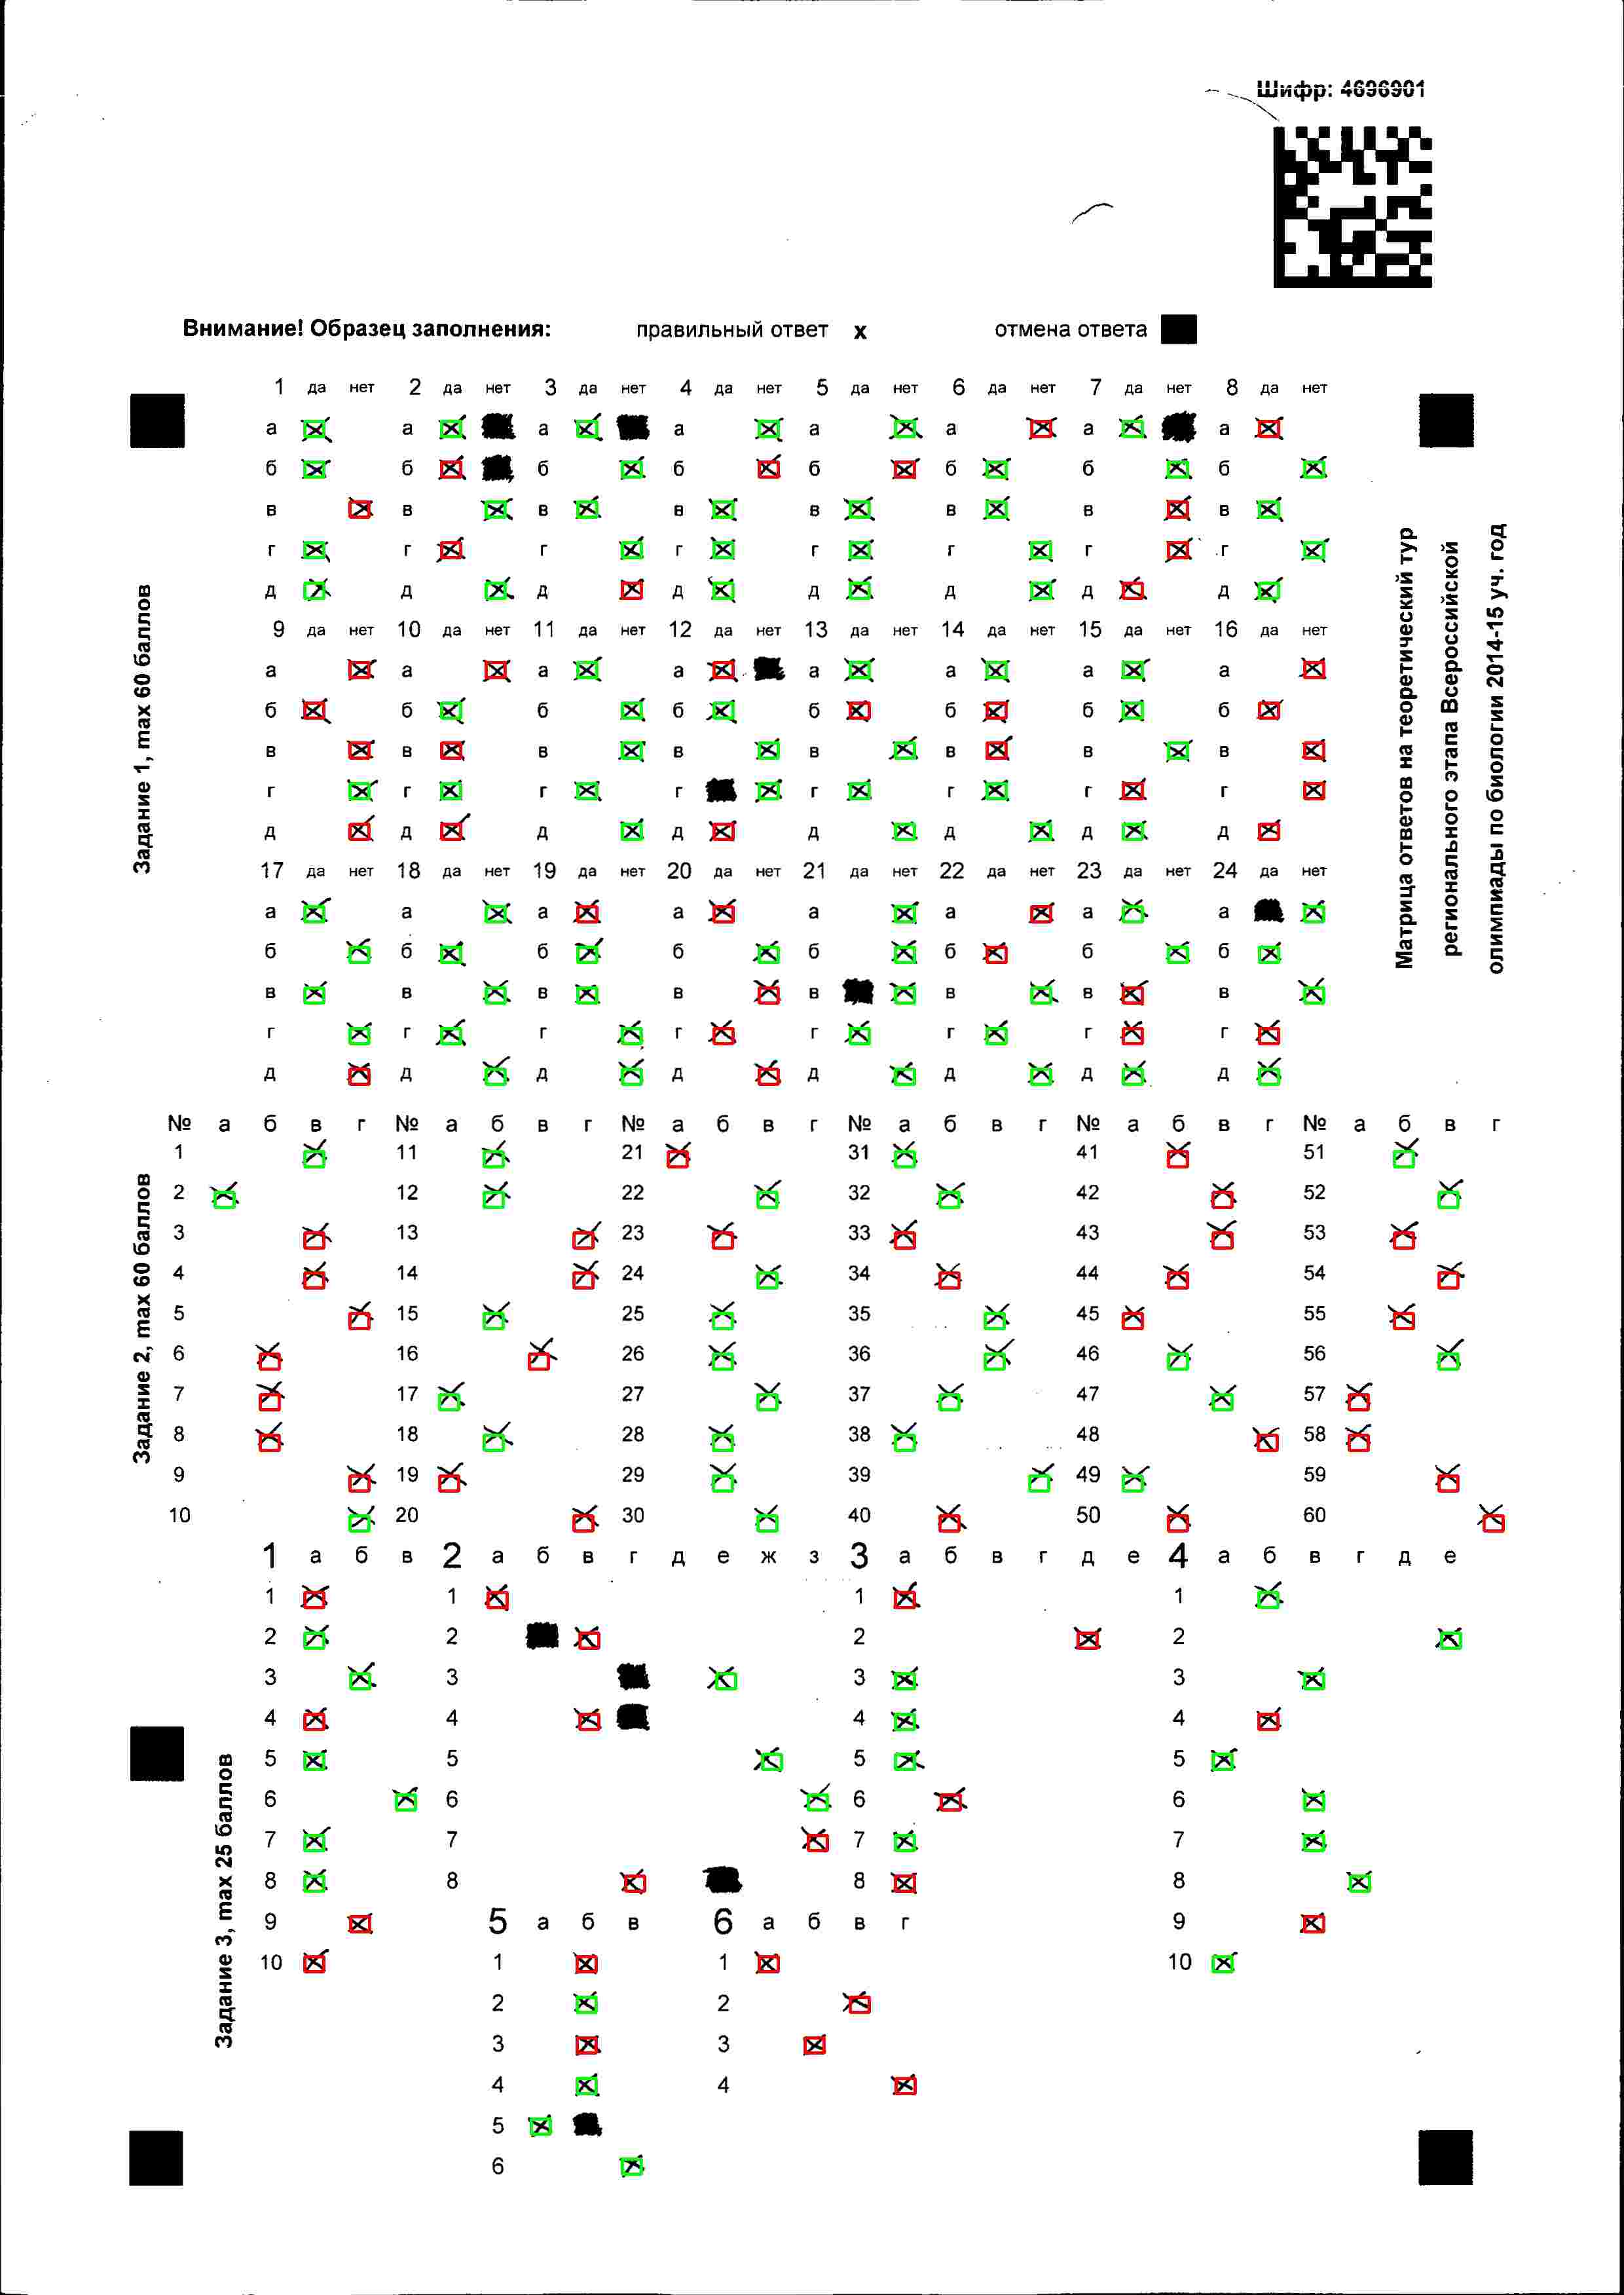 Шифр: 4696901
Внимание! Образец заполнения: правильный ответ x отмена ответа
1 да нет 2 да нет 3 да нет 4 да нет 5 да нет 6 да нет 7 да нет 8 да нет
а а а а а а а а
б б б б б б б б
в в в в в в в в
г г г г г г г г
д д д д д д д д
9 да нет 10 да нет 11 да нет 12 да нет 13 да нет 14 да нет 15 да нет 16 да нет
а а а а а а а а
б б б б б б б б
в в в в в в в в
г г г г г г г г
д д д д д д д д
17 да нет 18 да нет 19 да нет 20 да нет 21 да нет 22 да нет 23 да нет 24 да нет
а а а а а а а а
б б б б б б б б
в в в в в в в в
г г г г г г г г
д д д д д д д д
Задание 1, max 60 баллов
Матрица ответов на теоретический тур
регионального этапа Всероссийской
олимпиады по биологии 2014-15 уч. год
№ а б в г № а б в г № а б в г № а б в г № а б в г № а б в г
1 11 21 31 41 51
2 12 22 32 42 52
3 13 23 33 43 53
4 14 24 34 44 54
5 15 25 35 45 55
6 16 26 36 46 56
7 17 27 37 47 57
8 18 28 38 48 58
9 19 29 39 49 59
10 20 30 40 50 60
Задание 2, max 60 баллов
1 а б в 2 а б в г д е ж з 3 а б в г д е 4 а б в г д е
1 1 1 1
2 2 2 2
3 3 3 3
4 4 4 4
5 5 5 5
6 6 6 6
7 7 7 7
8 8 8 8
9 5 а б в 6 а б в г 9
10 1 1 10
2 2
3 3
4 4
5
6
Задание 3, max 25 баллов